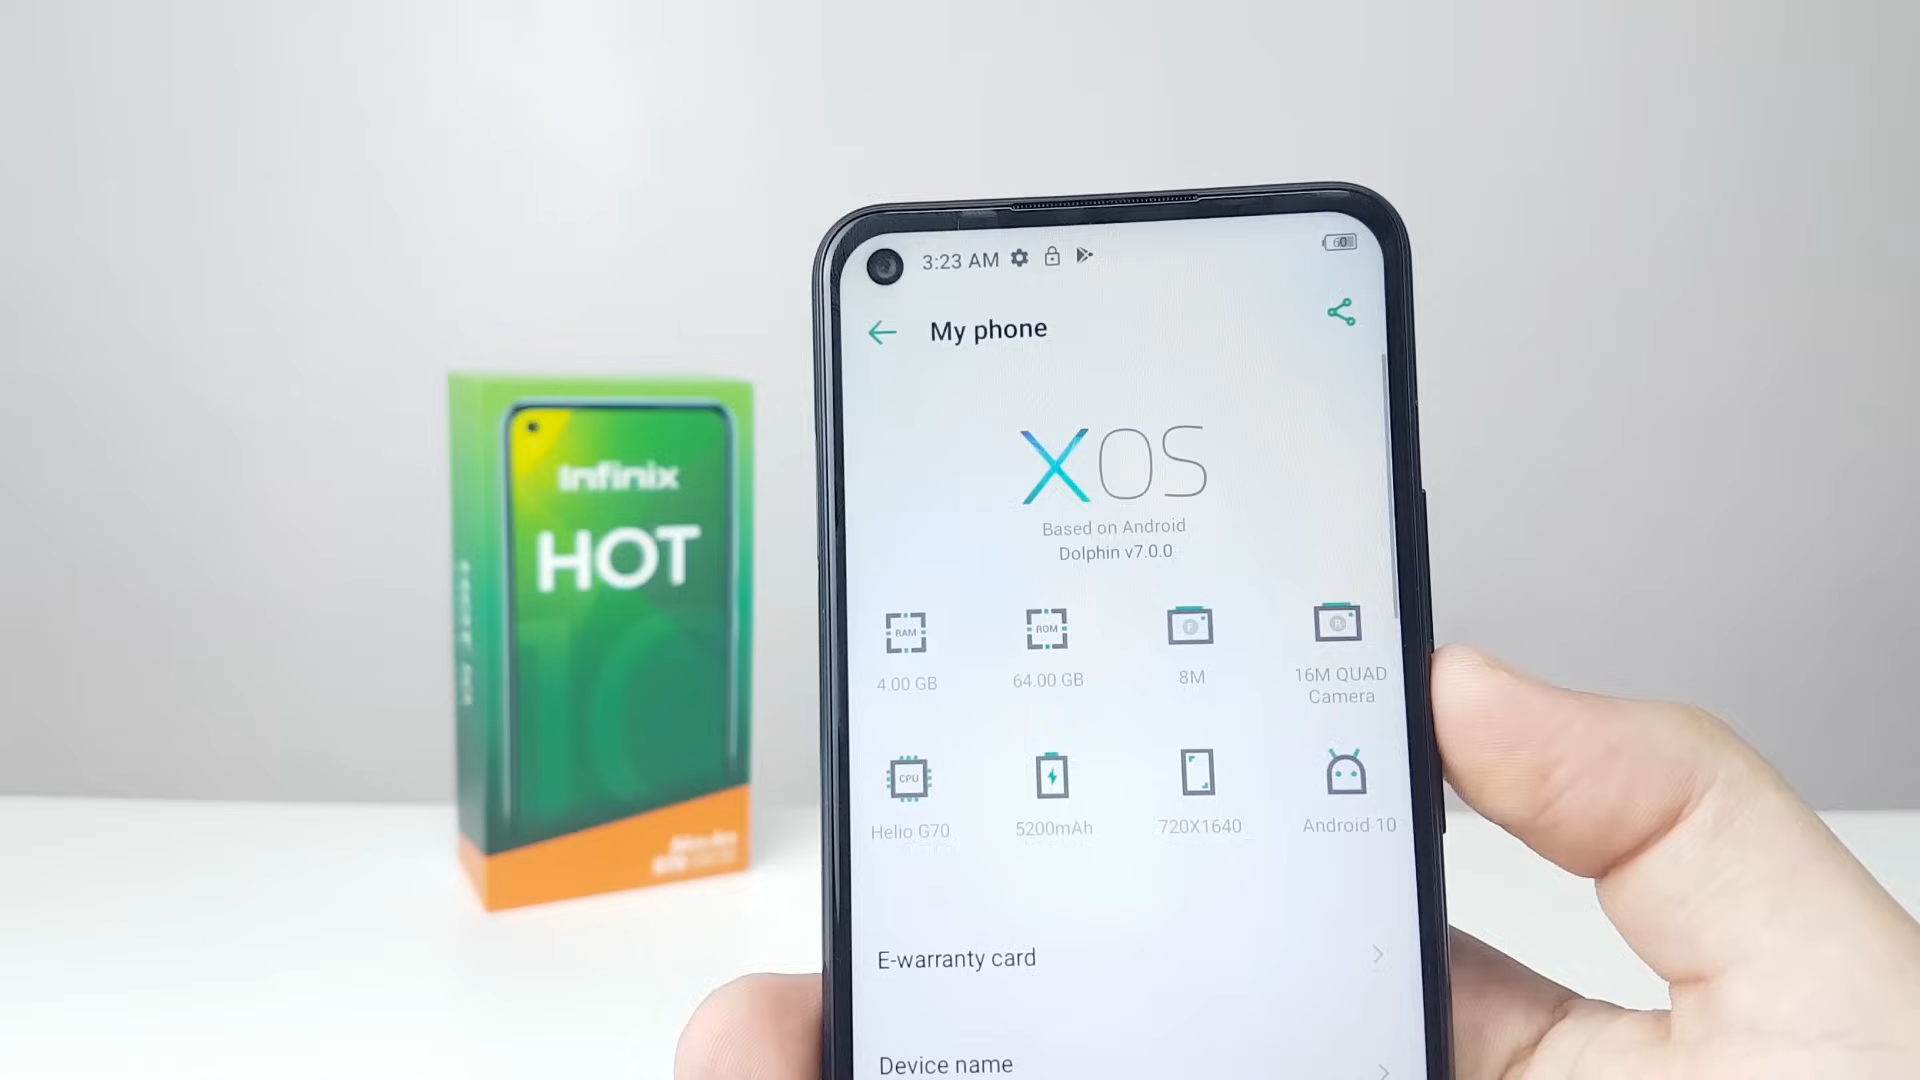 Infinix
HOT
10
3:23 AM
60
My phone
XOS
Based on Android
Dolphin v7.0.0
RAM
ROM
F
R
4.00 GB
64.00 GB
8M
16M QUAD
Camera
CPU
Helio G70
5200mAh
720X1640
Android 10
E-warranty card
Device name